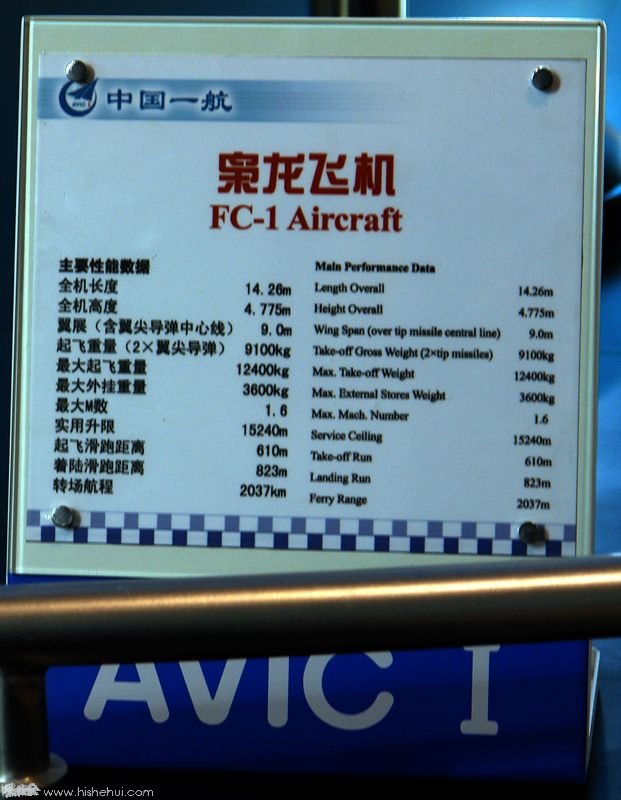 AVIC I 中国一航
枭龙飞机
FC-1 Aircraft
主要性能数据
全机长度 14.26m
全机高度 4.775m
翼展（含翼尖导弹中心线） 9.0m
起飞重量（2×翼尖导弹） 9100kg
最大起飞重量 12400kg
最大外挂重量 3600kg
最大M数 1.6
实用升限 15240m
起飞滑跑距离 610m
着陆滑跑距离 823m
转场航程 2037km
Main Performance Data
Length Overall 14.26m
Height Overall 4.775m
Wing Span (over tip missile central line) 9.0m
Take-off Gross Weight (2×tip missiles) 9100kg
Max. Take-off Weight 12400kg
Max. External Stores Weight 3600kg
Max. Mach. Number 1.6
Service Ceiling 15240m
Take-off Run 610m
Landing Run 823m
Ferry Range 2037m
AVIC I
www.hishehui.com